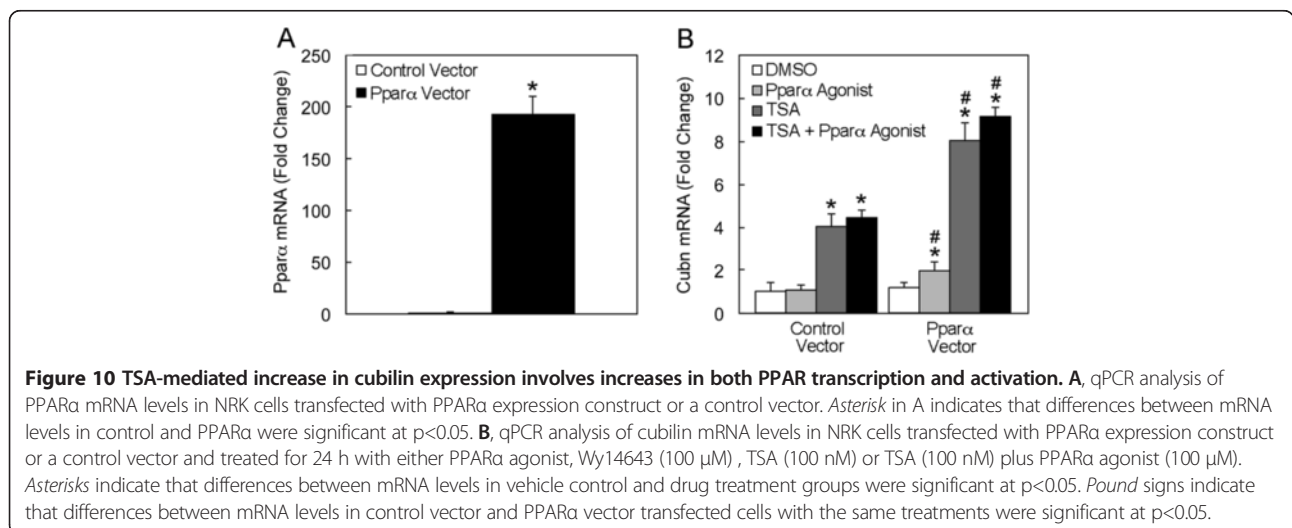 A
B
250
200
150
100
50
0
Pparα mRNA (Fold Change)
Control Vector
Pparα Vector
*
12
10
8
6
4
2
0
Cubn mRNA (Fold Change)
DMSO
Pparα Agonist
TSA
TSA + Pparα Agonist
* *
#
*
#
*
#
*
Control
Vector
Pparα
Vector
Figure 10 TSA-mediated increase in cubilin expression involves increases in both PPAR transcription and activation. A, qPCR analysis of
PPARα mRNA levels in NRK cells transfected with PPARα expression construct or a control vector. Asterisk in A indicates that differences between mRNA
levels in control and PPARα were significant at p<0.05. B, qPCR analysis of cubilin mRNA levels in NRK cells transfected with PPARα expression construct
or a control vector and treated for 24 h with either PPARα agonist, Wy14643 (100 μM) , TSA (100 nM) or TSA (100 nM) plus PPARα agonist (100 μM).
Asterisks indicate that differences between mRNA levels in vehicle control and drug treatment groups were significant at p<0.05. Pound signs indicate
that differences between mRNA levels in control vector and PPARα vector transfected cells with the same treatments were significant at p<0.05.